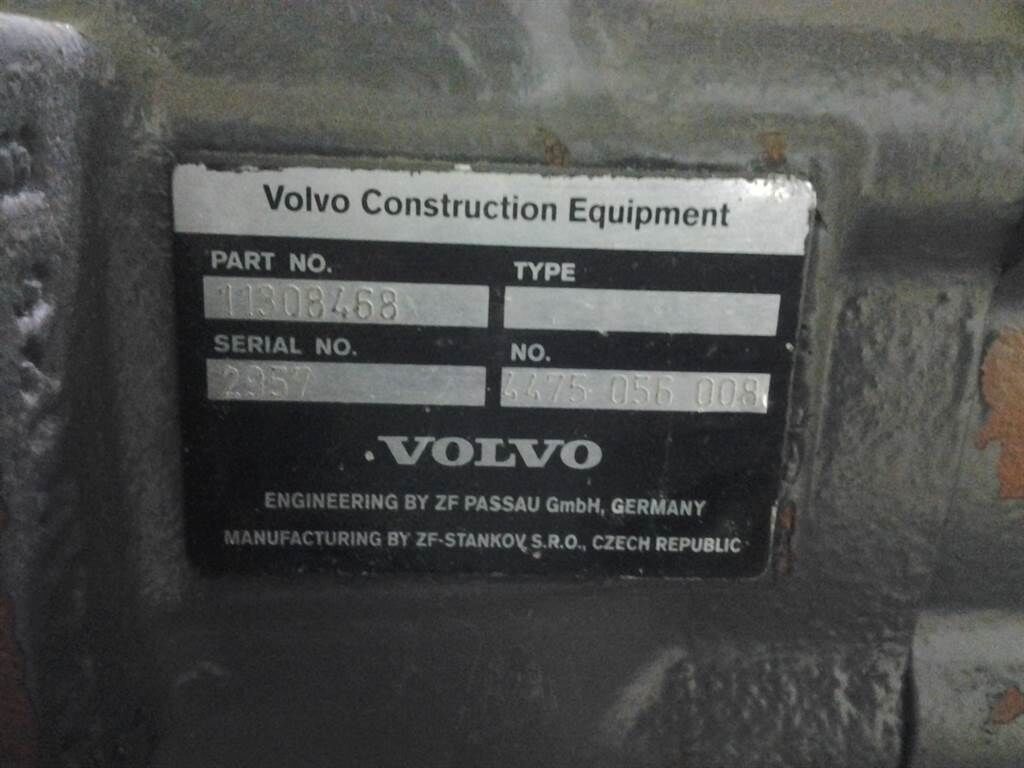 Volvo Construction Equipment
PART NO. TYPE
11308468
SERIAL NO. NO.
2957 4475 056 008
VOLVO
ENGINEERING BY ZF PASSAU GmbH, GERMANY
MANUFACTURING BY ZF-STANKOV S.R.O., CZECH REPUBLIC